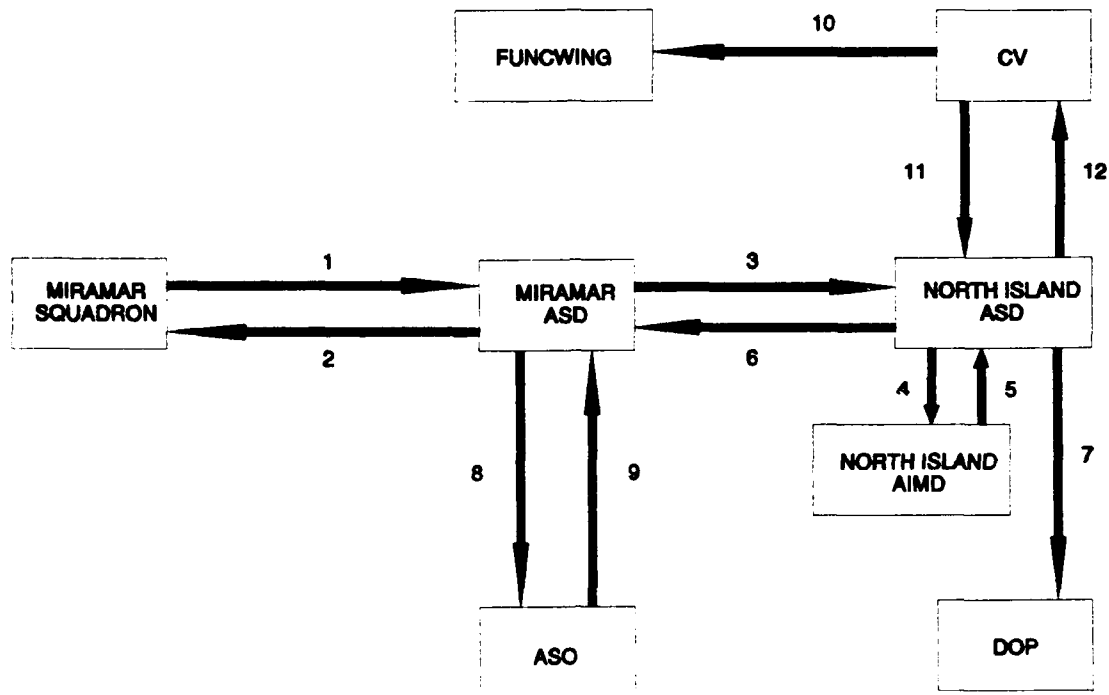 10
FUNCWING
CV
11
12
1
3
MIRAMAR
SQUADRON
MIRAMAR
ASD
NORTH ISLAND
ASD
2
6
4
5
8
9
NORTH ISLAND
AIMD
7
ASO
DOP